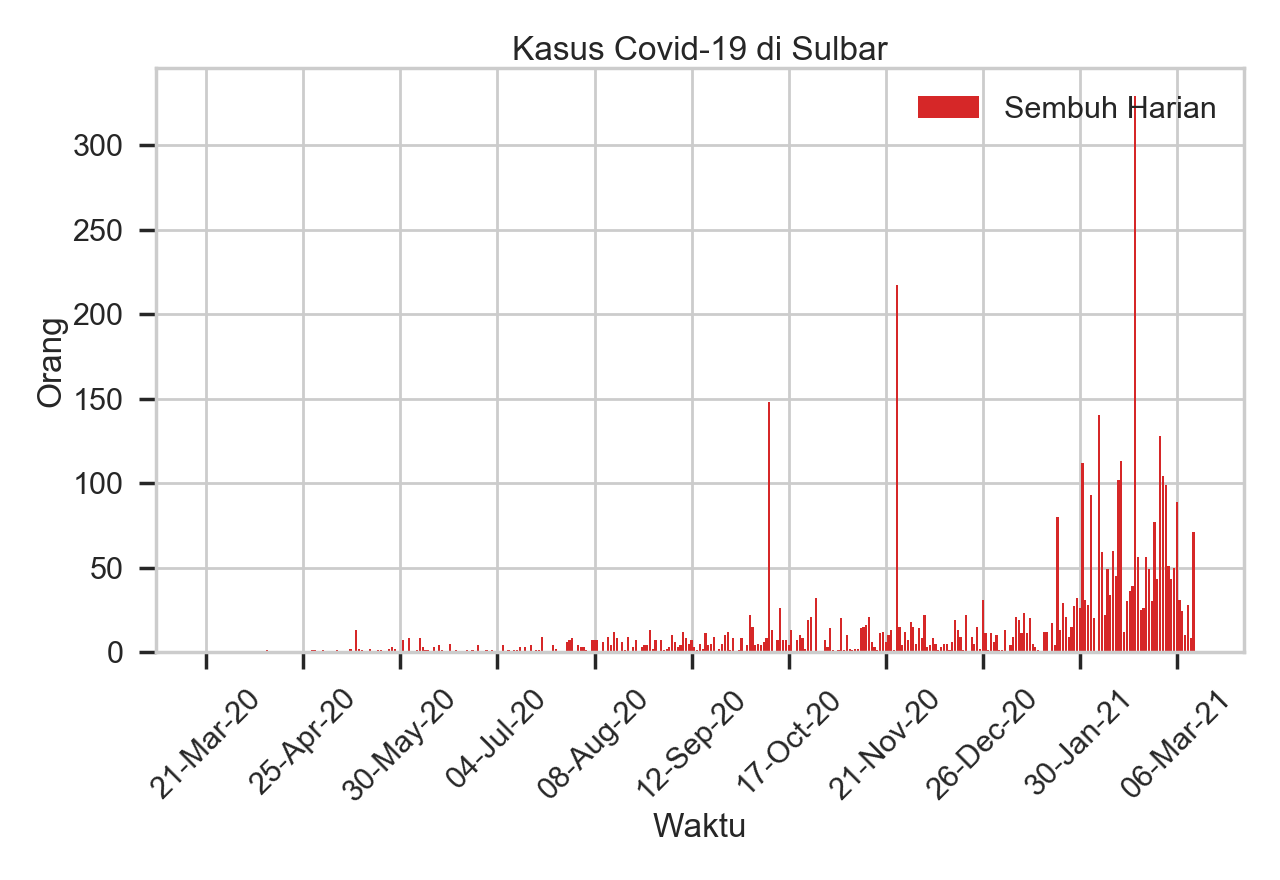 Kasus Covid-19 di Sulbar
Sembuh Harian
300
250
200
150
100
50
0
Orang
21-Mar-20
25-Apr-20
30-May-20
04-Jul-20
08-Aug-20
12-Sep-20
17-Oct-20
21-Nov-20
26-Dec-20
30-Jan-21
06-Mar-21
Waktu